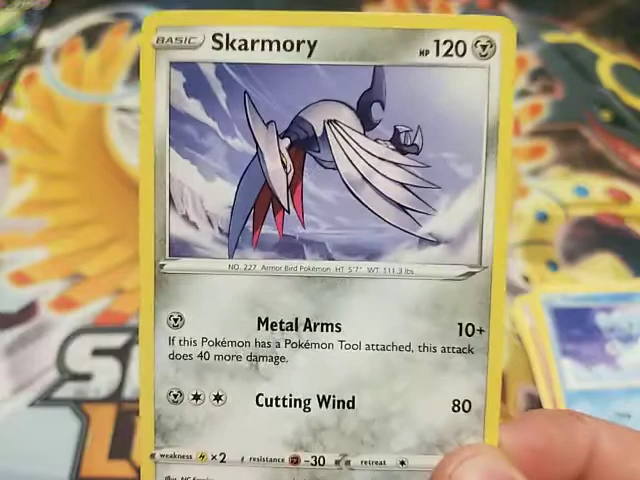 BASIC Skarmory HP 120
NO. 227 Armor Bird Pokémon HT 5'7" WT 111.3 lbs
Metal Arms 10+
If this Pokémon has a Pokémon Tool attached, this attack
does 40 more damage.
Cutting Wind 80
weakness ×2 resistance -30 retreat